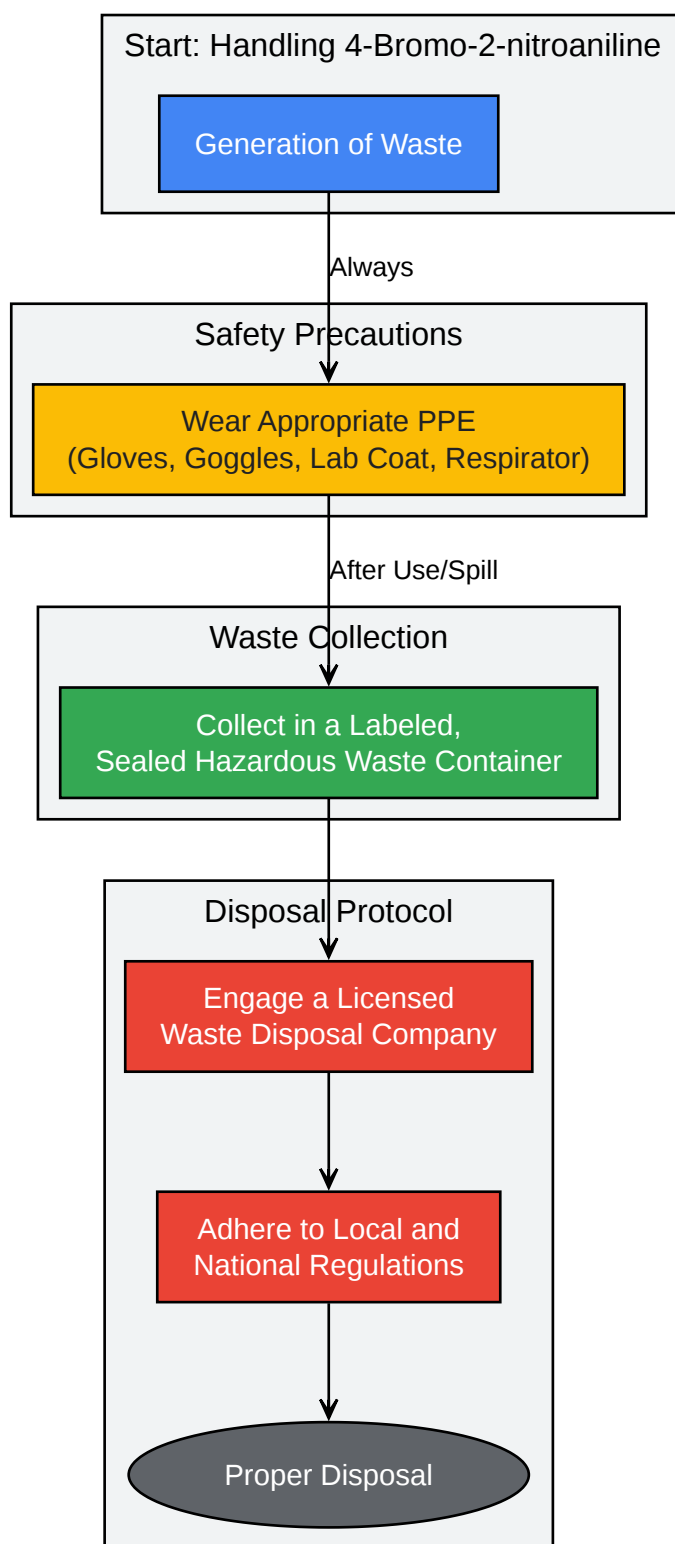 Start: Handling 4-Bromo-2-nitroaniline
Generation of Waste
Always
Safety Precautions
Wear Appropriate PPE
(Gloves, Goggles, Lab Coat, Respirator)
After Use/Spill
Waste Collection
Collect in a Labeled,
Sealed Hazardous Waste Container
Disposal Protocol
Engage a Licensed
Waste Disposal Company
Adhere to Local and
National Regulations
Proper Disposal